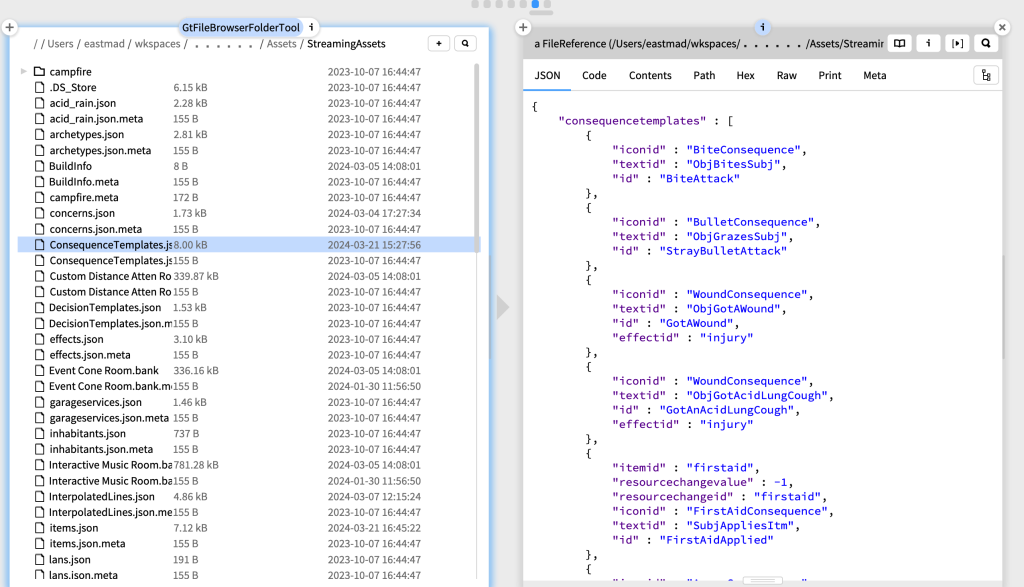 GtFileBrowserFolderTool i
/ / Users / eastmad / wkspaces / . . . . . . / Assets / StreamingAssets
campfire 2023-10-07 16:44:47
.DS_Store 6.15 kB 2023-10-07 16:44:47
acid_rain.json 2.28 kB 2023-10-07 16:44:47
acid_rain.json.meta 155 B 2023-10-07 16:44:47
archetypes.json 2.81 kB 2023-10-07 16:44:47
archetypes.json.meta 155 B 2023-10-07 16:44:47
BuildInfo 8 B 2024-03-05 14:08:01
BuildInfo.meta 155 B 2023-10-07 16:44:47
campfire.meta 172 B 2023-10-07 16:44:47
concerns.json 1.73 kB 2024-03-04 17:27:34
concerns.json.meta 155 B 2023-10-07 16:44:47
ConsequenceTemplates.js 8.00 kB 2024-03-21 15:27:56
ConsequenceTemplates.js 155 B 2023-10-07 16:44:47
Custom Distance Atten Ro 339.87 kB 2024-03-05 14:08:01
Custom Distance Atten Ro 155 B 2023-10-07 16:44:47
DecisionTemplates.json 1.53 kB 2023-10-07 16:44:47
DecisionTemplates.json.m 155 B 2023-10-07 16:44:47
effects.json 3.10 kB 2023-10-07 16:44:47
effects.json.meta 155 B 2023-10-07 16:44:47
Event Cone Room.bank 336.16 kB 2024-03-05 14:08:01
Event Cone Room.bank.m 155 B 2024-01-30 11:56:50
garageservices.json 1.46 kB 2023-10-07 16:44:47
garageservices.json.meta 155 B 2023-10-07 16:44:47
inhabitants.json 737 B 2023-10-07 16:44:47
inhabitants.json.meta 155 B 2023-10-07 16:44:47
Interactive Music Room.ba 781.28 kB 2024-03-05 14:08:01
Interactive Music Room.ba 155 B 2024-01-30 11:56:50
InterpolatedLines.json 4.86 kB 2024-03-07 12:15:24
InterpolatedLines.json.me 155 B 2023-10-07 16:44:47
items.json 7.12 kB 2024-03-21 16:45:22
items.json.meta 155 B 2023-10-07 16:44:47
lans.json 191 B 2023-10-07 16:44:47
lans.json.meta 155 B 2023-10-07 16:44:47
i
a FileReference (/Users/eastmad/wkspaces/ . . . . . . /Assets/Streamin
i
JSON Code Contents Path Hex Raw Print Meta
{
"consequencetemplates" : [
{
"iconid" : "BiteConsequence",
"textid" : "ObjBitesSubj",
"id" : "BiteAttack"
},
{
"iconid" : "BulletConsequence",
"textid" : "ObjGrazesSubj",
"id" : "StrayBulletAttack"
},
{
"iconid" : "WoundConsequence",
"textid" : "ObjGotAWound",
"id" : "GotAWound",
"effectid" : "injury"
},
{
"iconid" : "WoundConsequence",
"textid" : "ObjGotAcidLungCough",
"id" : "GotAnAcidLungCough",
"effectid" : "injury"
},
{
"itemid" : "firstaid",
"resourcechangevalue" : -1,
"resourcechangeid" : "firstaid",
"iconid" : "FirstAidConsequence",
"textid" : "SubjAppliesItm",
"id" : "FirstAidApplied"
},
{